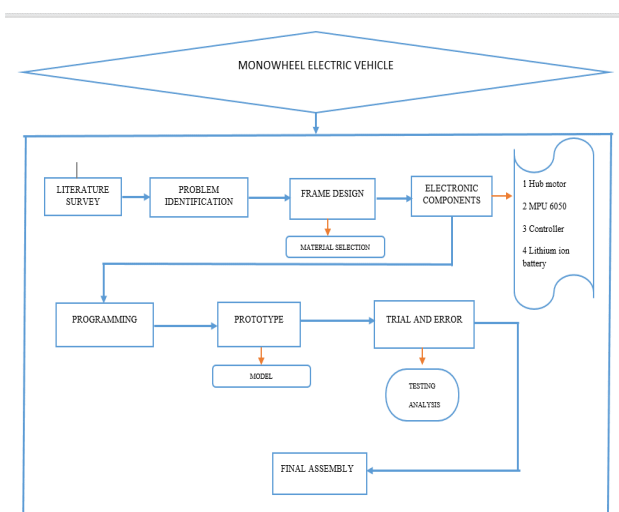 MONOWHEEL ELECTRIC VEHICLE
LITERATURE
SURVEY
PROBLEM
IDENTIFICATION
FRAME DESIGN
MATERIAL SELECTION
ELECTRONIC
COMPONENTS
1 Hub motor
2 MPU 6050
3 Controller
4 Lithium ion
battery
PROGRAMMING
PROTOTYPE
MODEL
TRIAL AND ERROR
TESTING
ANALYSIS
FINAL ASSEMBLY